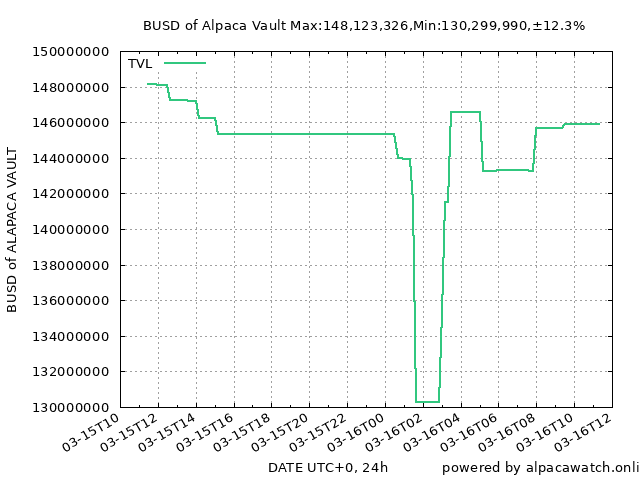 BUSD of Alpaca Vault Max:148,123,326,Min:130,299,990,±12.3%
TVL
150000000
148000000
146000000
144000000
142000000
140000000
138000000
136000000
134000000
132000000
130000000
BUSD of ALAPACA VAULT
03-15T10
03-15T12
03-15T14
03-15T16
03-15T18
03-15T20
03-15T22
03-16T00
03-16T02
03-16T04
03-16T06
03-16T08
03-16T10
03-16T12
DATE UTC+0, 24h
powered by alpacawatch.onli